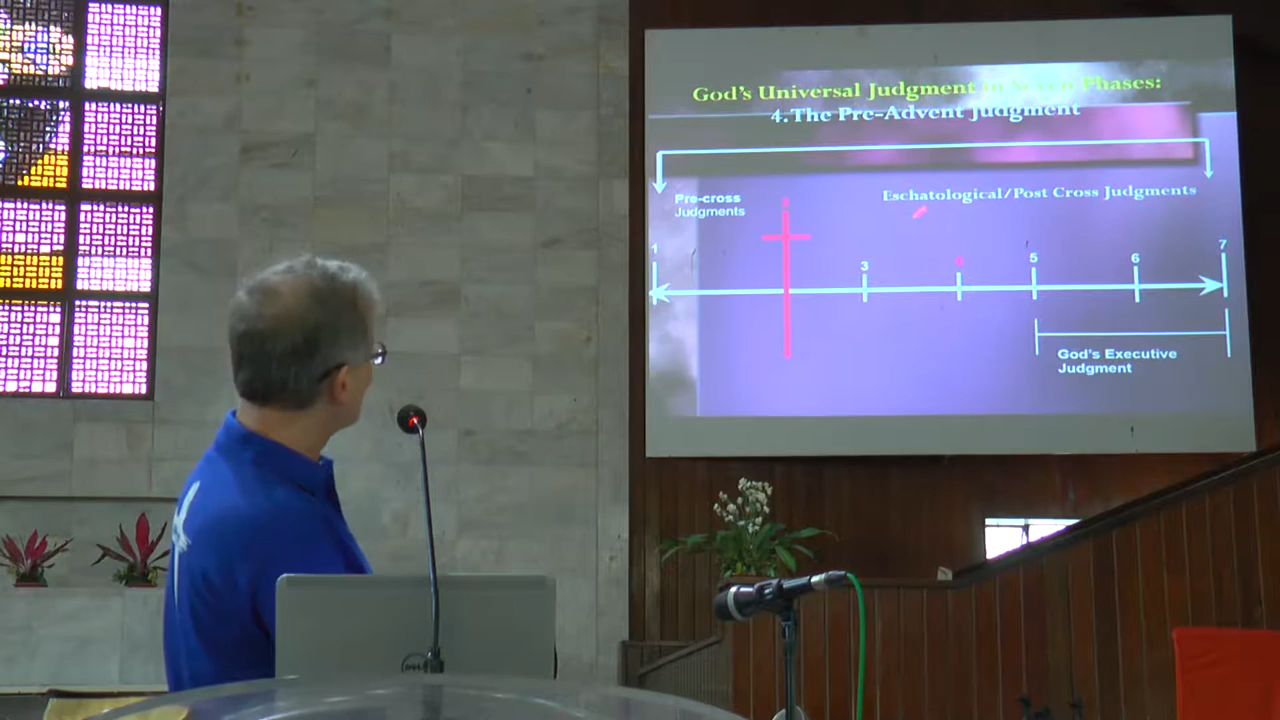 God's Universal Judgment in Seven Phases:
4. The Pre-Advent Judgment
Pre-cross
Judgments
Eschatological/Post Cross Judgments
1
3
4
5
6
7
God's Executive
Judgment
DELL